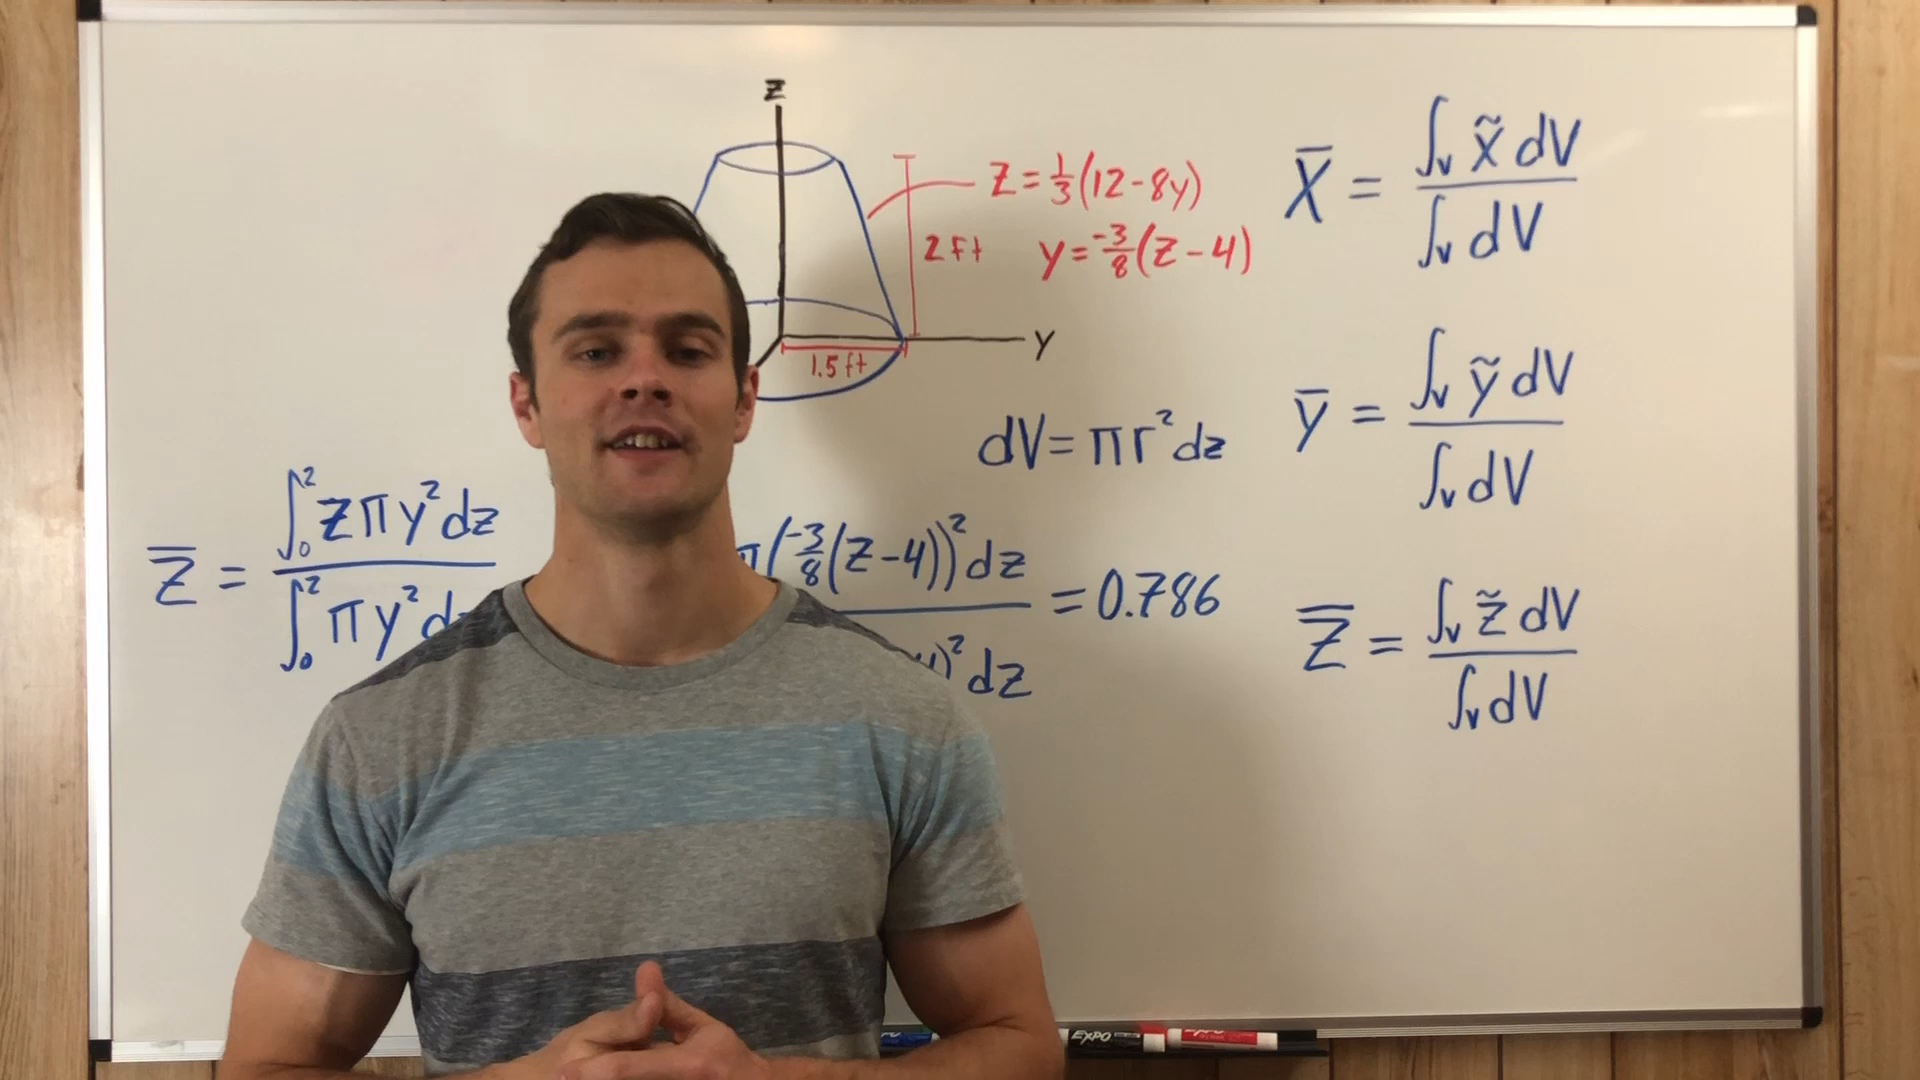 Z
Z = 1/3 (12 - 8y)
2 ft
y = -3/8 (Z - 4)
Y
1.5 ft
dV = πr² dz
Z̅ = ∫₀² Zπy² dz / ∫₀² πy² d
π(-3/8 (Z - 4))² dz = 0.786
)² dz
X̅ = ∫ᵥ x̃ dV / ∫ᵥ dV
y̅ = ∫ᵥ ỹ dV / ∫ᵥ dV
Z̅ = ∫ᵥ z̃ dV / ∫ᵥ dV
EXPO